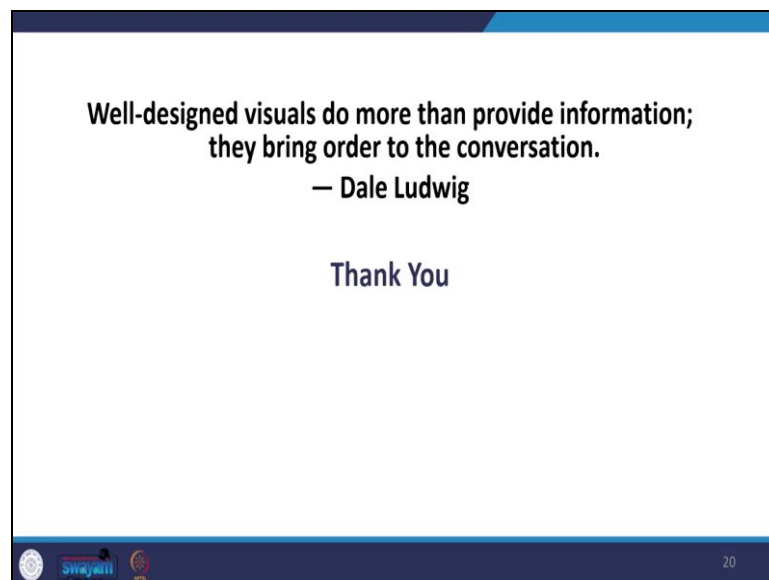 Well-designed visuals do more than provide information;
they bring order to the conversation.
— Dale Ludwig
Thank You
swayam
20